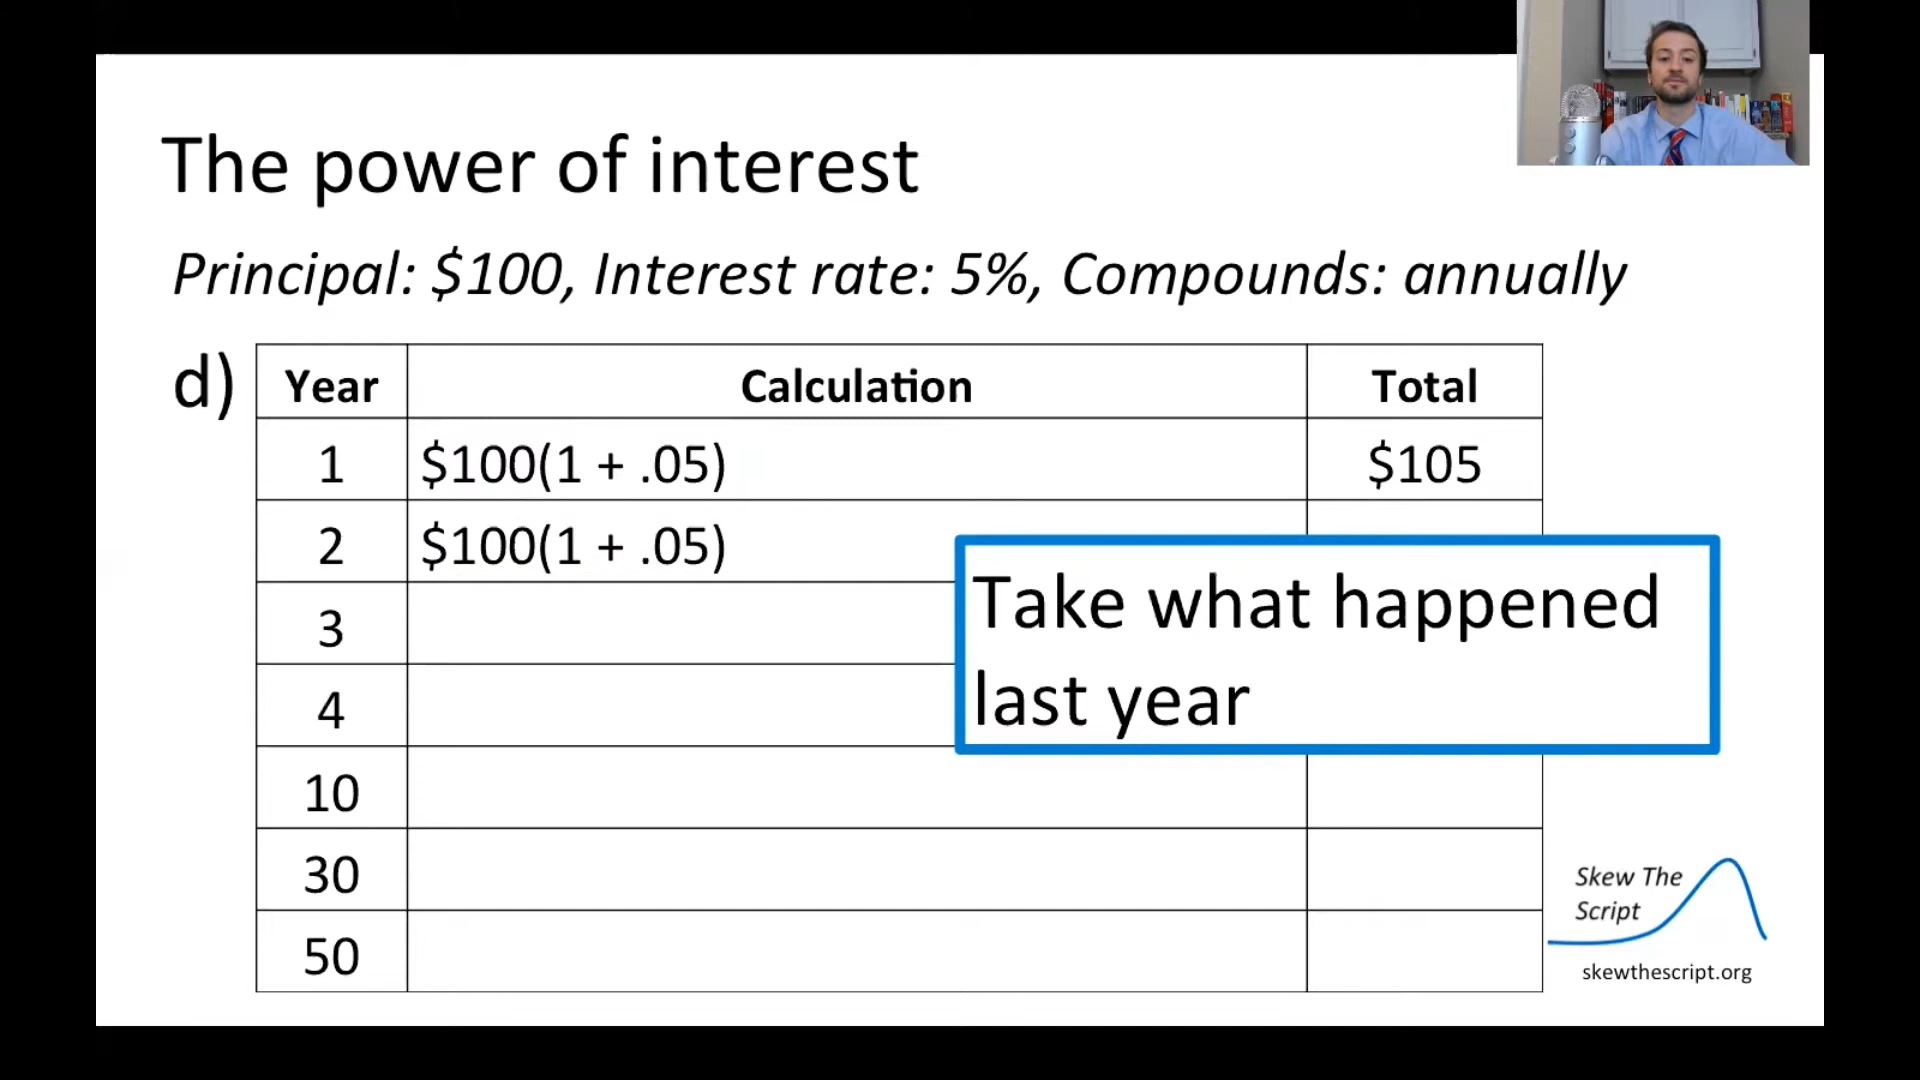 The power of interest
Principal: $100, Interest rate: 5%, Compounds: annually
d)
Year Calculation Total
1 $100(1 + .05) $105
2 $100(1 + .05)
3
4
10
30
50
Take what happened
last year
Skew The
Script
skewthescript.org